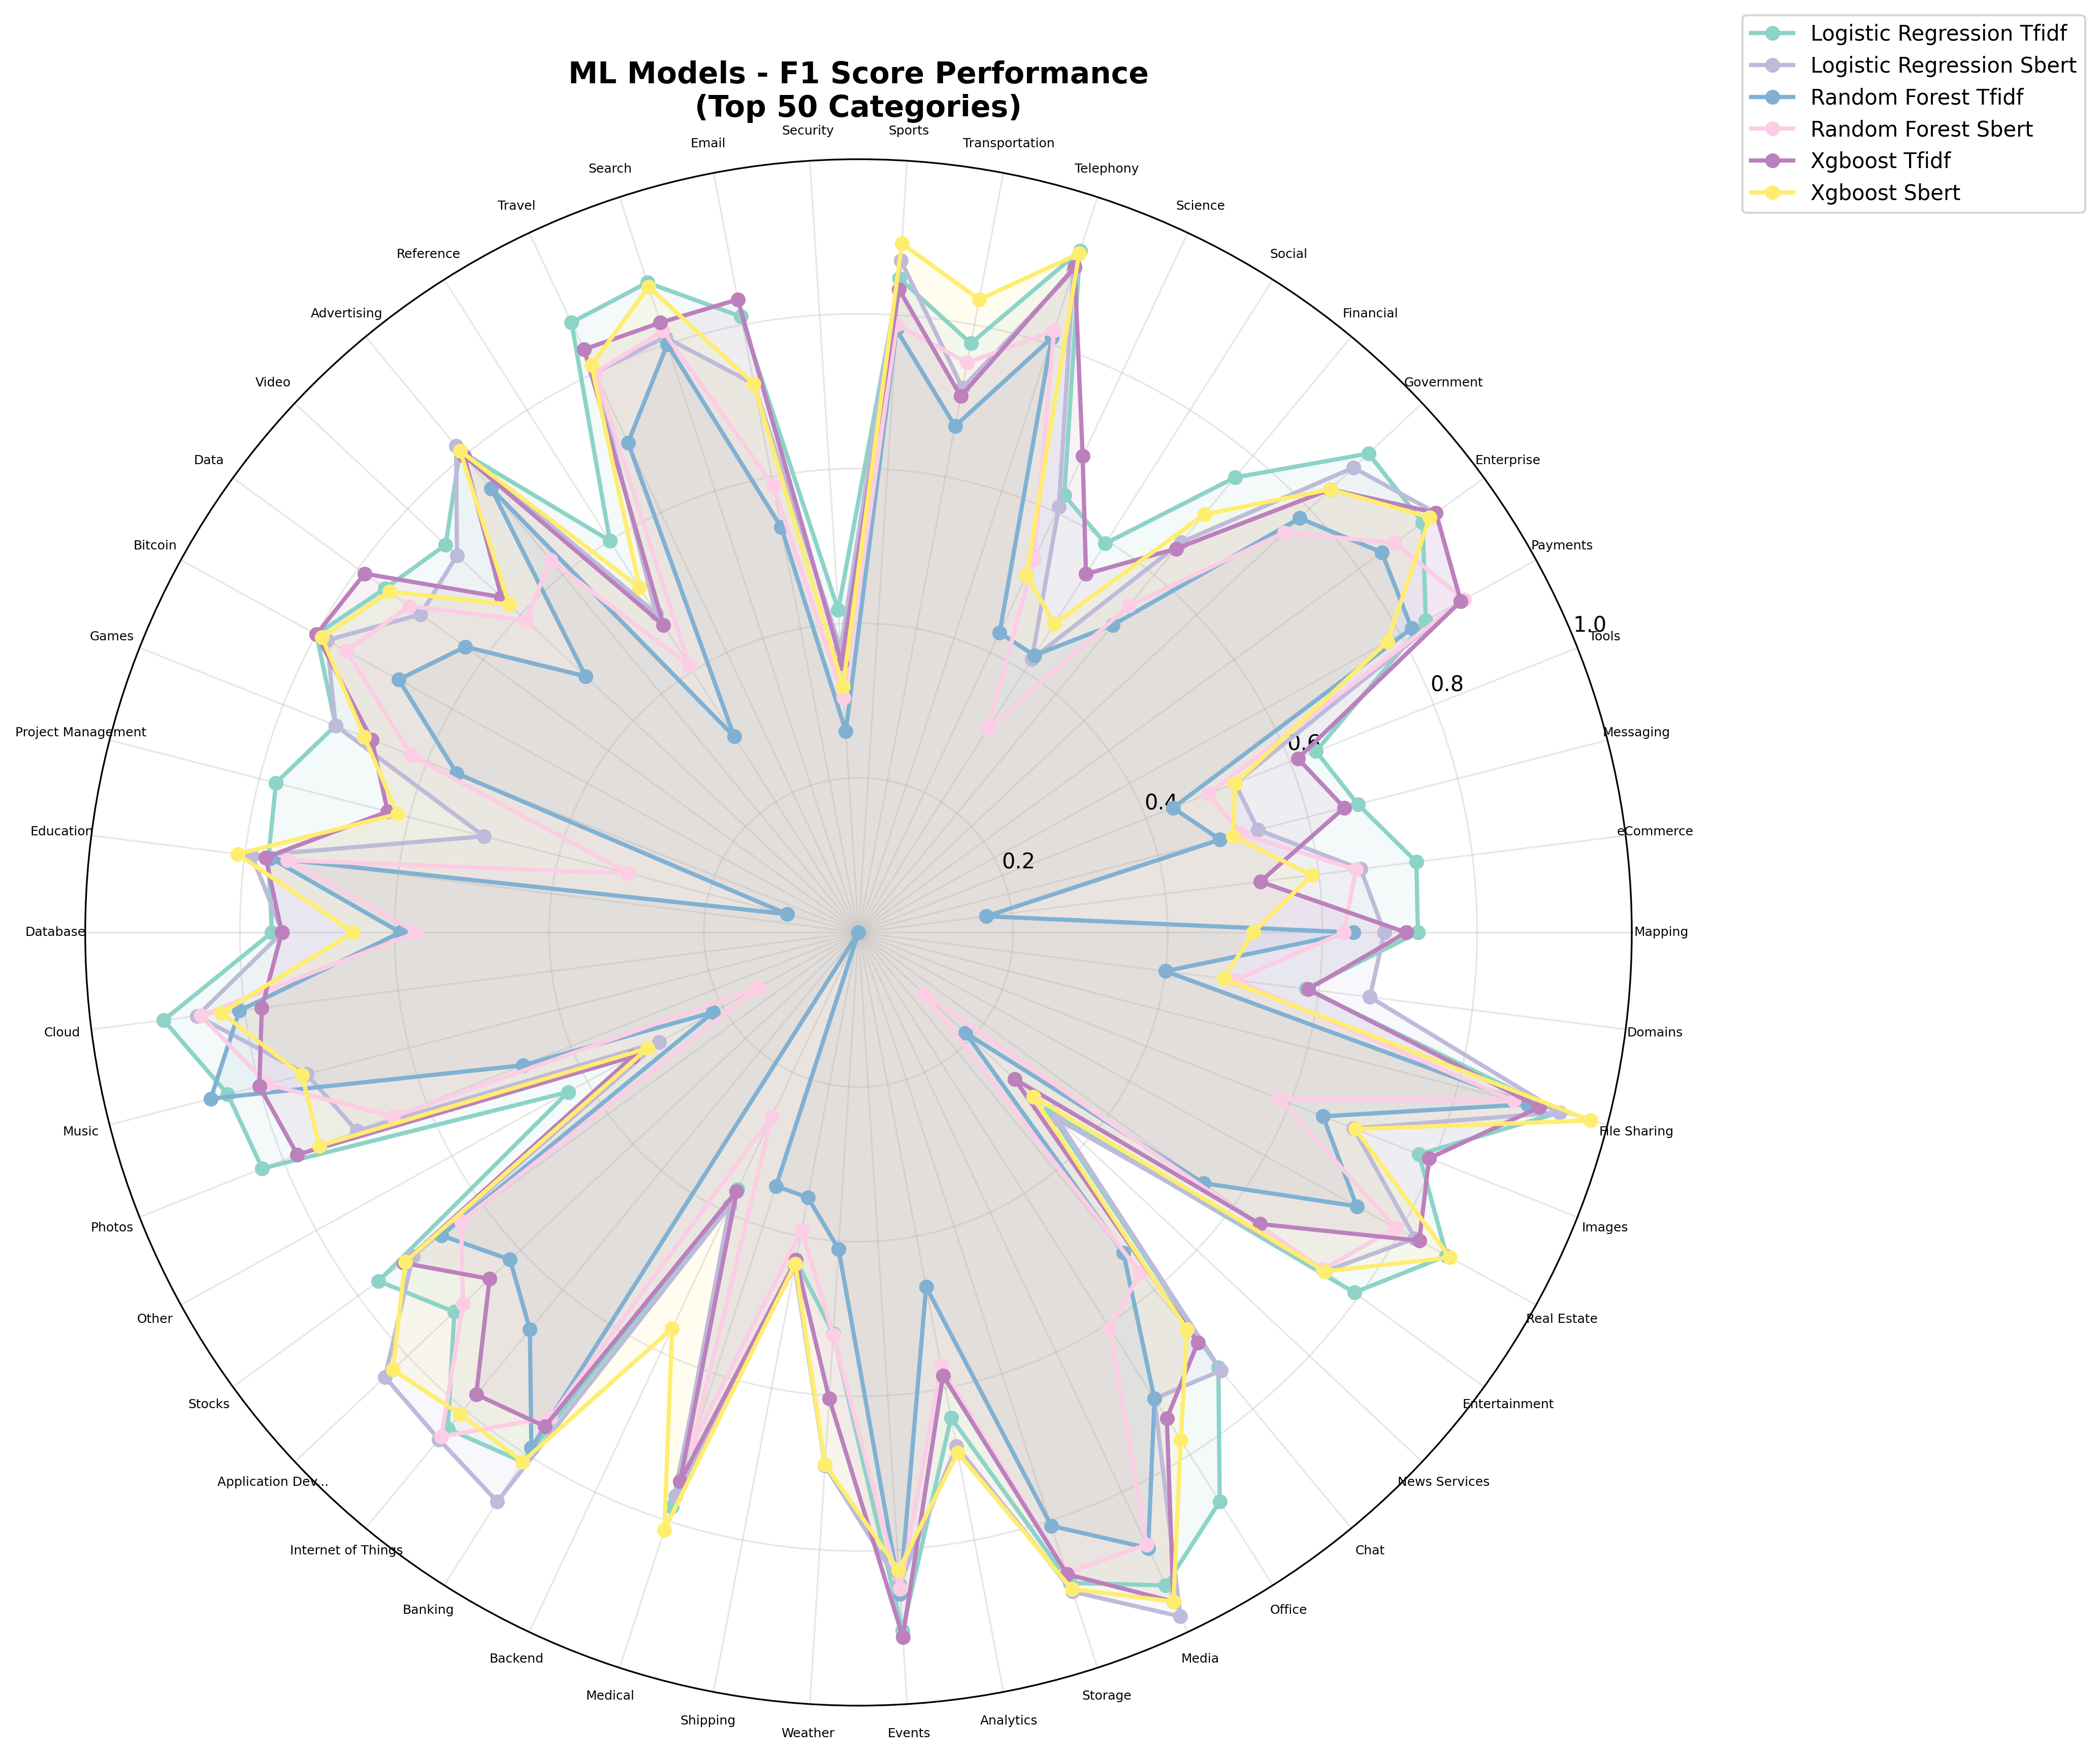 ML Models - F1 Score Performance
(Top 50 Categories)
Logistic Regression Tfidf
Logistic Regression Sbert
Random Forest Tfidf
Random Forest Sbert
Xgboost Tfidf
Xgboost Sbert
Security
Sports
Email
Transportation
Search
Telephony
Travel
Science
Reference
Social
Advertising
Financial
Video
Government
Data
Enterprise
Bitcoin
Payments
Games
Tools
Project Management
Messaging
Education
eCommerce
Database
Mapping
Cloud
Domains
Music
File Sharing
Photos
Images
Other
Real Estate
Stocks
Entertainment
Application Dev...
News Services
Internet of Things
Chat
Banking
Office
Backend
Media
Medical
Storage
Shipping
Analytics
Weather
Events
1.0
0.8
0.6
0.4
0.2